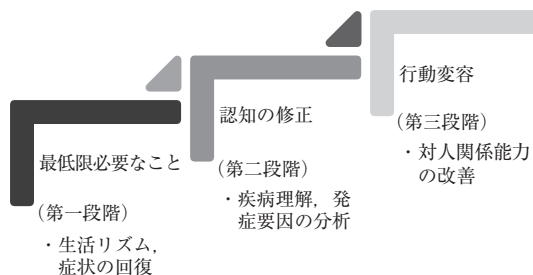 最低限必要なこと
（第一段階）
・生活リズム，
症状の回復
認知の修正
（第二段階）
・疾病理解，発
症要因の分析
行動変容
（第三段階）
・対人関係能力
の改善